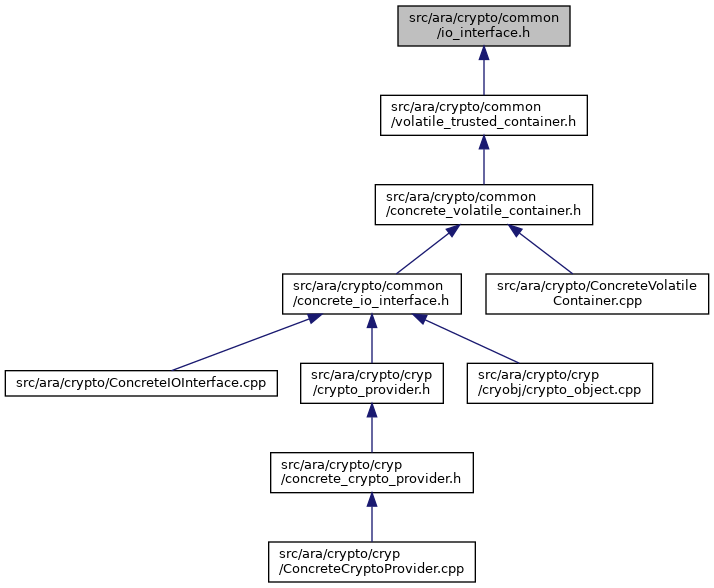 src/ara/crypto/common
/io_interface.h
src/ara/crypto/common
/volatile_trusted_container.h
src/ara/crypto/common
/concrete_volatile_container.h
src/ara/crypto/common
/concrete_io_interface.h
src/ara/crypto/ConcreteVolatile
Container.cpp
src/ara/crypto/ConcreteIOInterface.cpp
src/ara/crypto/cryp
/crypto_provider.h
src/ara/crypto/cryp
/cryobj/crypto_object.cpp
src/ara/crypto/cryp
/concrete_crypto_provider.h
src/ara/crypto/cryp
/ConcreteCryptoProvider.cpp